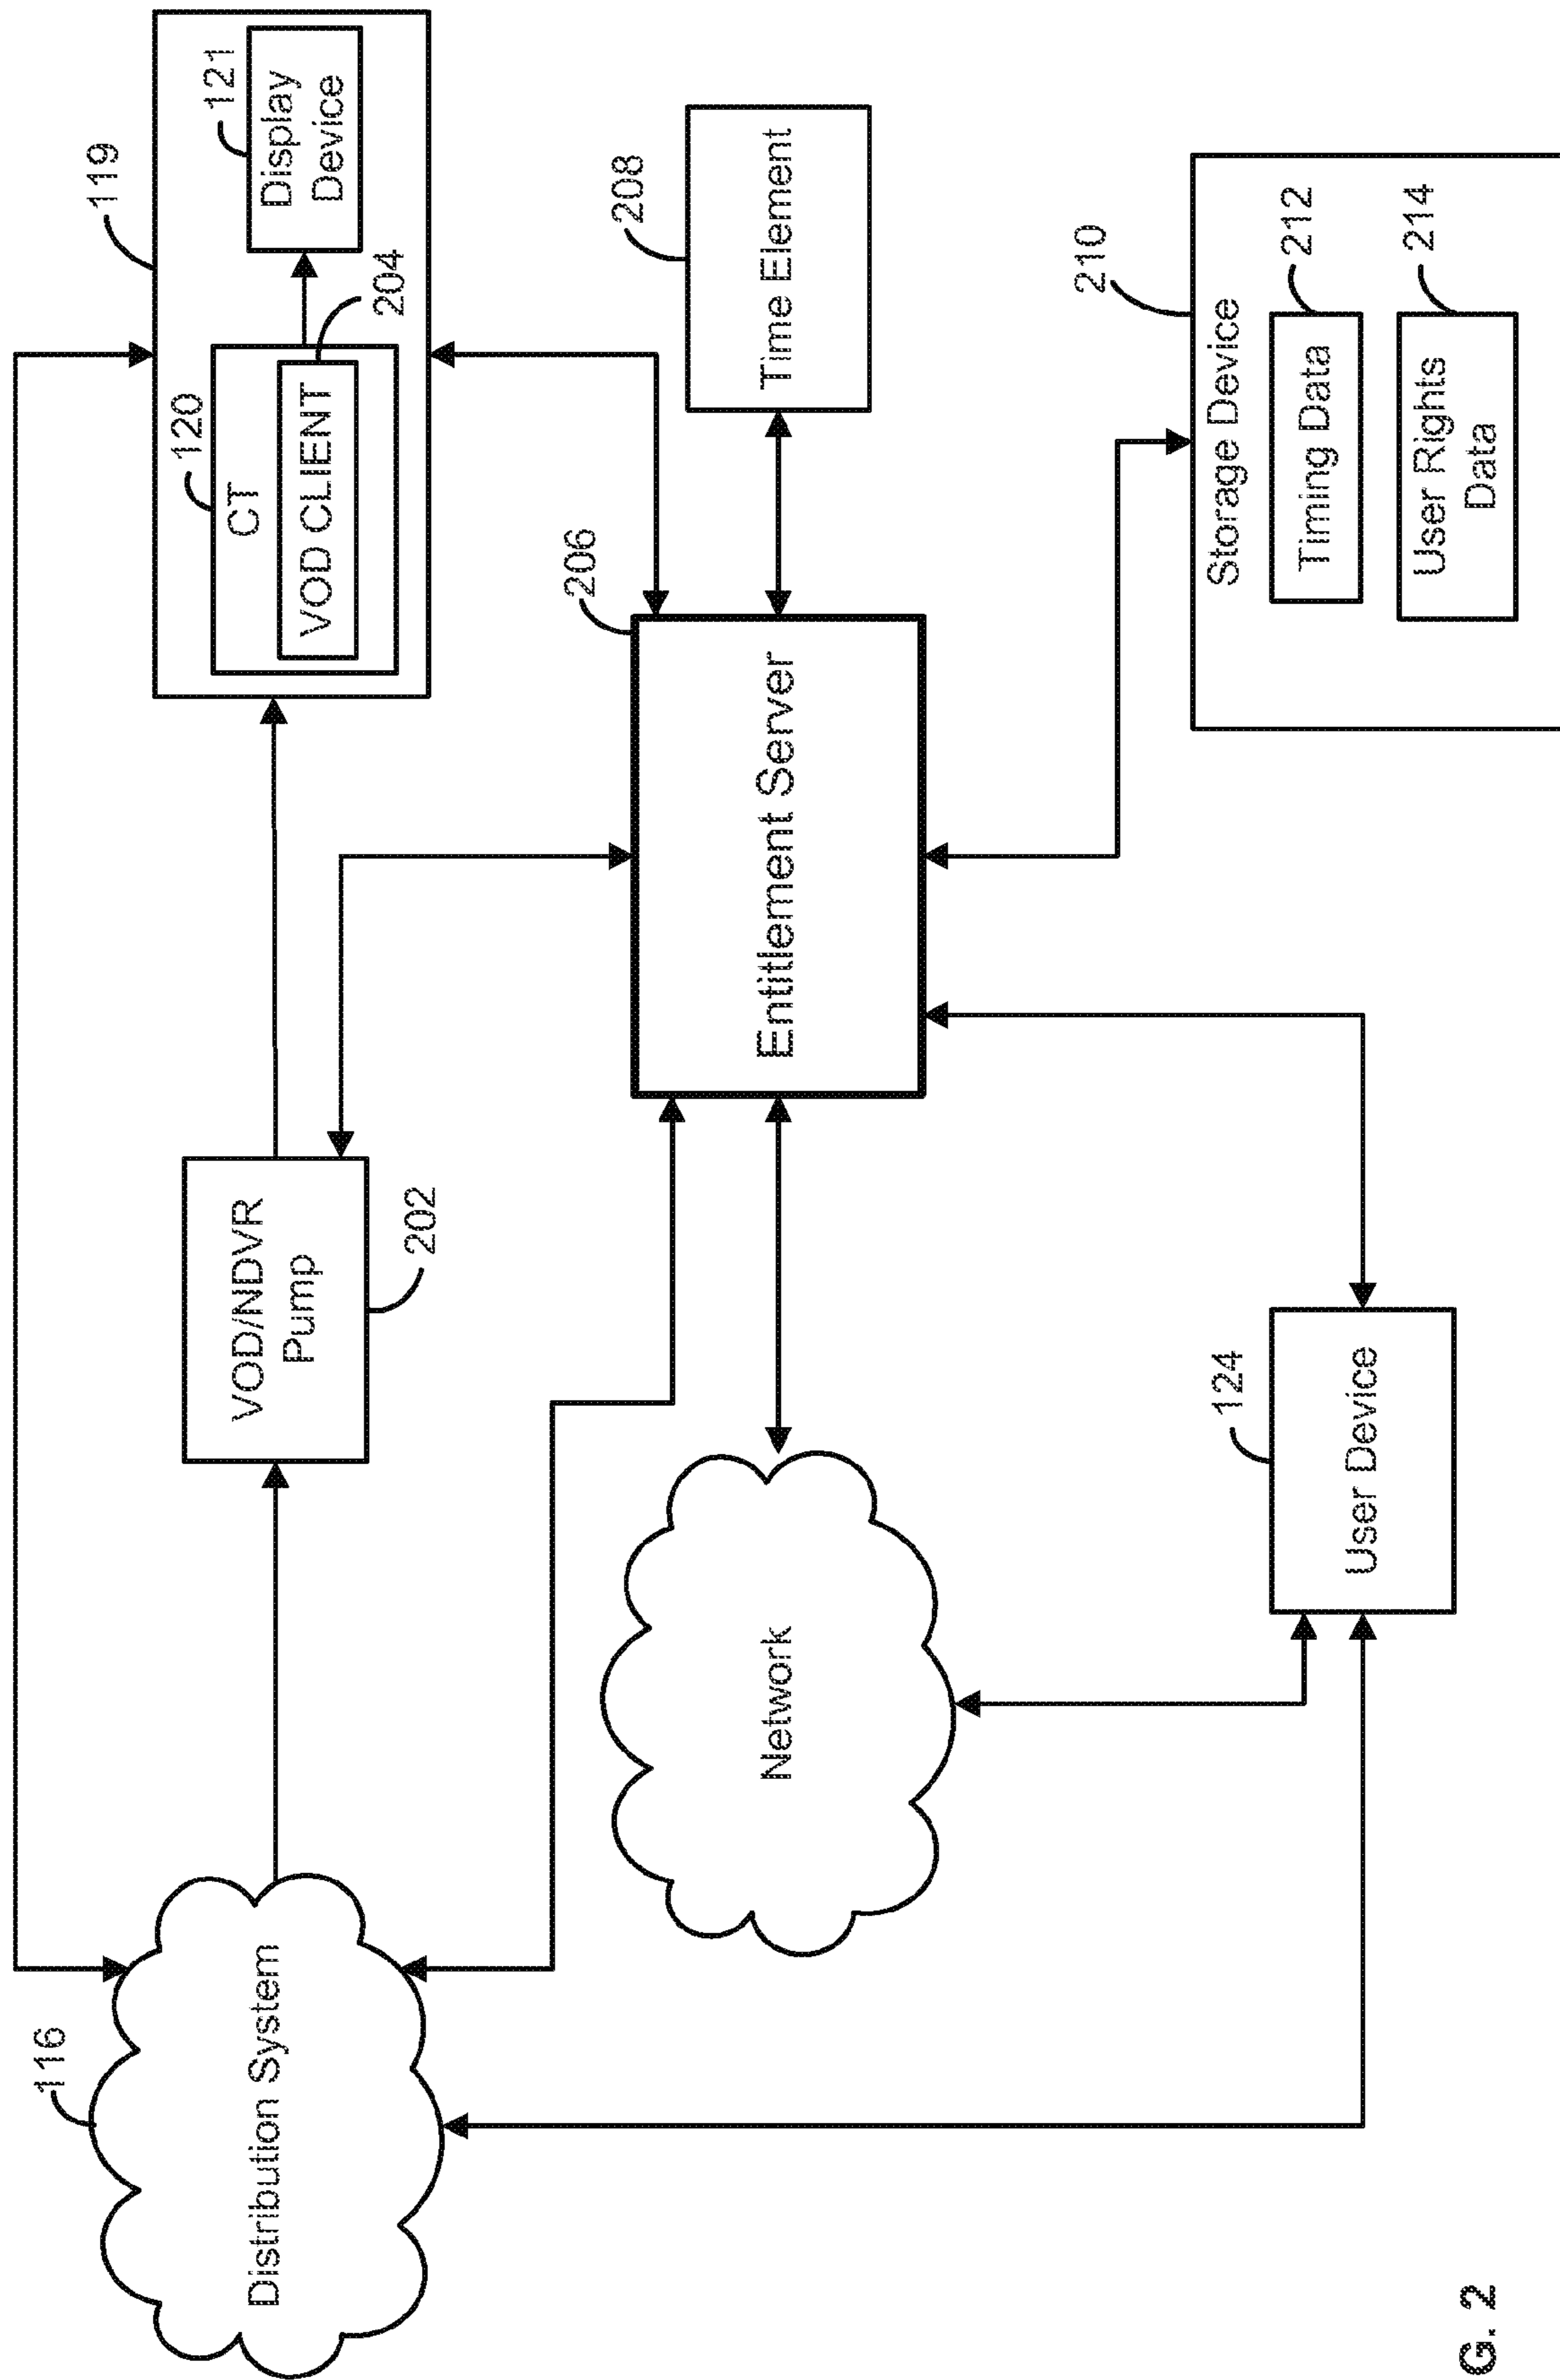 116
Distribution System
VOD/NDVR
Pump
202
119
120
CT
VOD CLIENT
204
121
Display
Device
206
Entitlement Server
208
Time Element
Network
124
User Device
210
Storage Device
212
Timing Data
214
User Rights
Data
G. 2